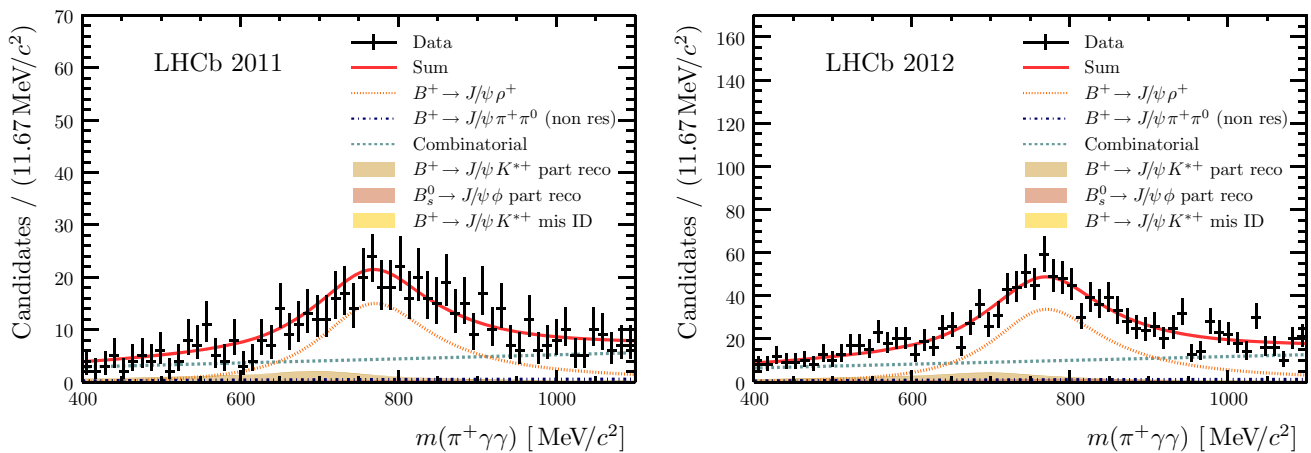 LHCb 2011
Data
Sum
B⁺ → J/ψ ρ⁺
B⁺ → J/ψ π⁺π⁰ (non res)
Combinatorial
B⁺ → J/ψ K*⁺ part reco
B⁰ₛ → J/ψ ϕ part reco
B⁺ → J/ψ K*⁺ mis ID
Candidates / (11.67 MeV/c²)
70
60
50
40
30
20
10
0
400
600
800
1000
m(π⁺γγ) [MeV/c²]
LHCb 2012
Data
Sum
B⁺ → J/ψ ρ⁺
B⁺ → J/ψ π⁺π⁰ (non res)
Combinatorial
B⁺ → J/ψ K*⁺ part reco
B⁰ₛ → J/ψ ϕ part reco
B⁺ → J/ψ K*⁺ mis ID
Candidates / (11.67 MeV/c²)
160
140
120
100
80
60
40
20
0
400
600
800
1000
m(π⁺γγ) [MeV/c²]